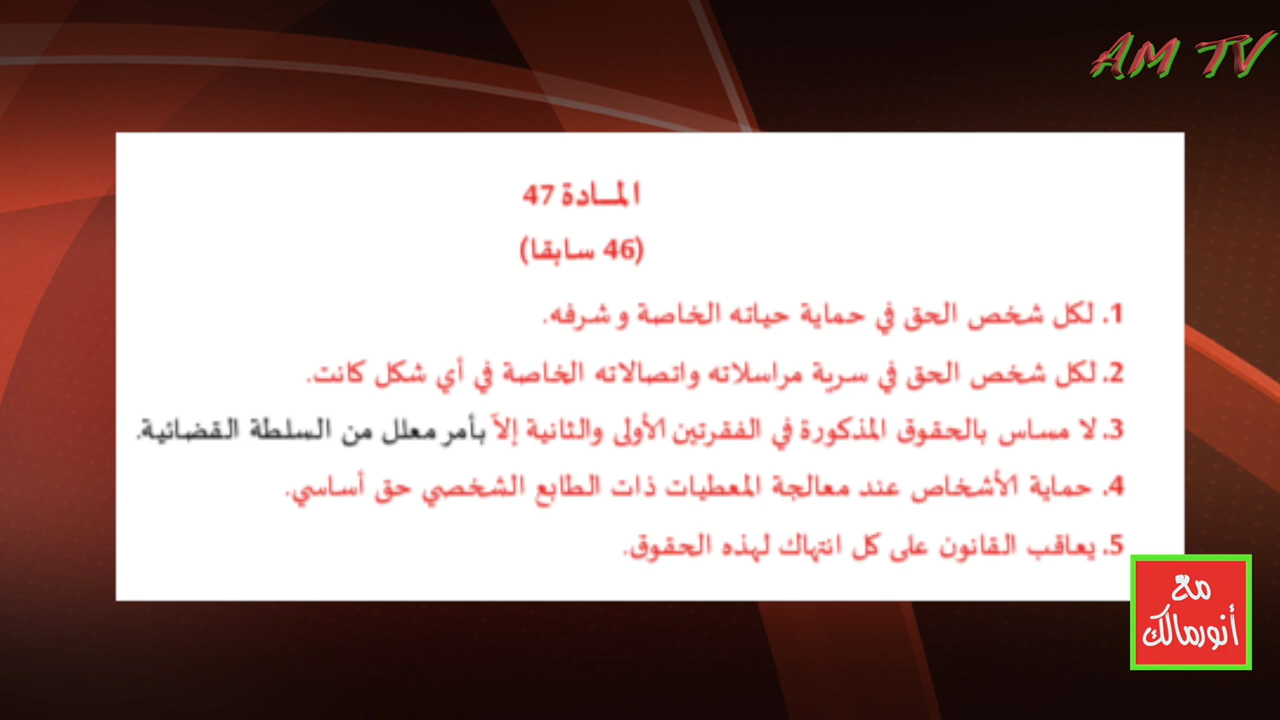 AM TV
المـادة 47
(46 سابقا)
1. لكل شخص الحق في حماية حياته الخاصة و شرفه.
2. لكل شخص الحق في سرية مراسلاته واتصالاته الخاصة في أي شكل كانت.
3. لا مساس بالحقوق المذكورة في الفقرتين الأولى والثانية إلاّ بأمر معلل من السلطة القضائية.
4. حماية الأشخاص عند معالجة المعطيات ذات الطابع الشخصي حق أساسي.
5. يعاقب القانون على كل انتهاك لهذه الحقوق.
مع
أنور مالك